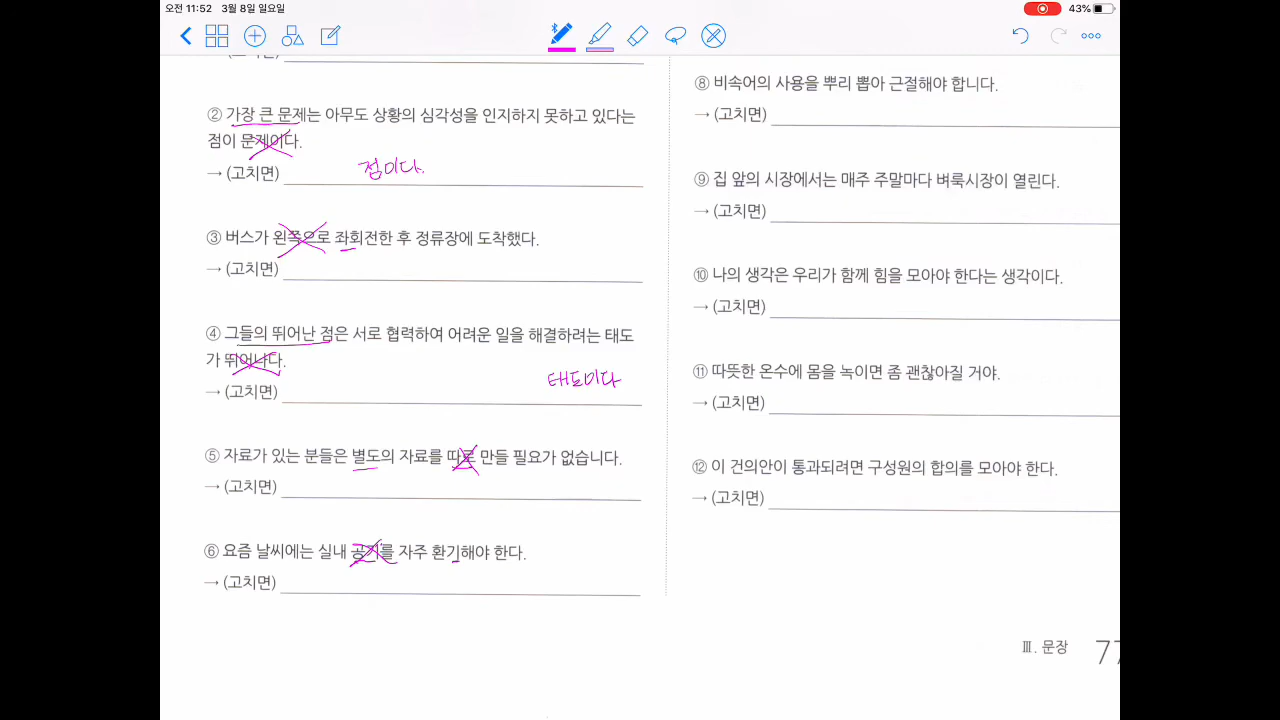 오전 11:52 3월 8일 일요일
43%
② 가장 큰 문제는 아무도 상황의 심각성을 인지하지 못하고 있다는
점이 문제이다.
점이다.
→ (고치면)
③ 버스가 왼쪽으로 좌회전한 후 정류장에 도착했다.
→ (고치면)
④ 그들의 뛰어난 점은 서로 협력하여 어려운 일을 해결하려는 태도
가 뛰어나다.
태도이다
→ (고치면)
⑤ 자료가 있는 분들은 별도의 자료를 따로 만들 필요가 없습니다.
→ (고치면)
⑥ 요즘 날씨에는 실내 공기를 자주 환기해야 한다.
→ (고치면)
⑧ 비속어의 사용을 뿌리 뽑아 근절해야 합니다.
→ (고치면)
⑨ 집 앞의 시장에서는 매주 주말마다 벼룩시장이 열린다.
→ (고치면)
⑩ 나의 생각은 우리가 함께 힘을 모아야 한다는 생각이다.
→ (고치면)
⑪ 따뜻한 온수에 몸을 녹이면 좀 괜찮아질 거야.
→ (고치면)
⑫ 이 건의안이 통과되려면 구성원의 합의를 모아야 한다.
→ (고치면)
Ⅲ. 문장 77